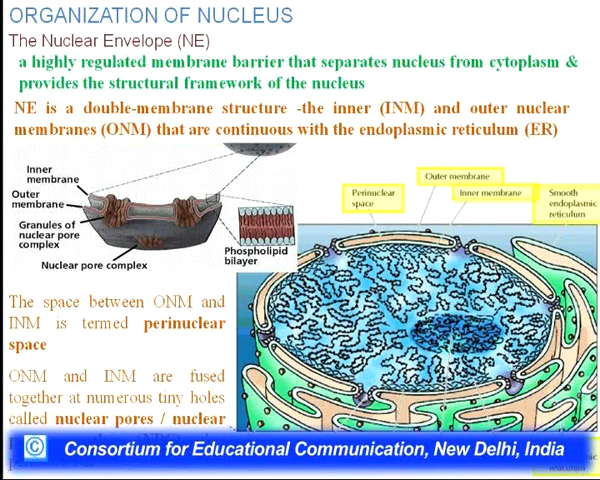 ORGANIZATION OF NUCLEUS
The Nuclear Envelope (NE)
a highly regulated membrane barrier that separates nucleus from cytoplasm &
provides the structural framework of the nucleus
NE is a double-membrane structure -the inner (INM) and outer nuclear
membranes (ONM) that are continuous with the endoplasmic reticulum (ER)
Inner
membrane
Outer
membrane
Granules of
nuclear pore
complex
Nuclear pore complex
Phospholipid
bilayer
Outer membrane
Perinuclear
space
Inner membrane
Smooth
endoplasmic
reticulum
The space between ONM and
INM is termed perinuclear
space
ONM and INM are fused
together at numerous tiny holes
called nuclear pores / nuclear
© Consortium for Educational Communication, New Delhi, India